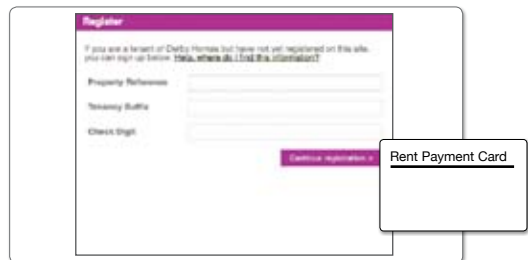 Register
If you are a tenant of Derby Homes but have not yet registered on this site,
you can sign up below. Help, where do I find this information?
Property Reference
Tenancy Suffix
Check Digit
Continue registration »
Rent Payment Card